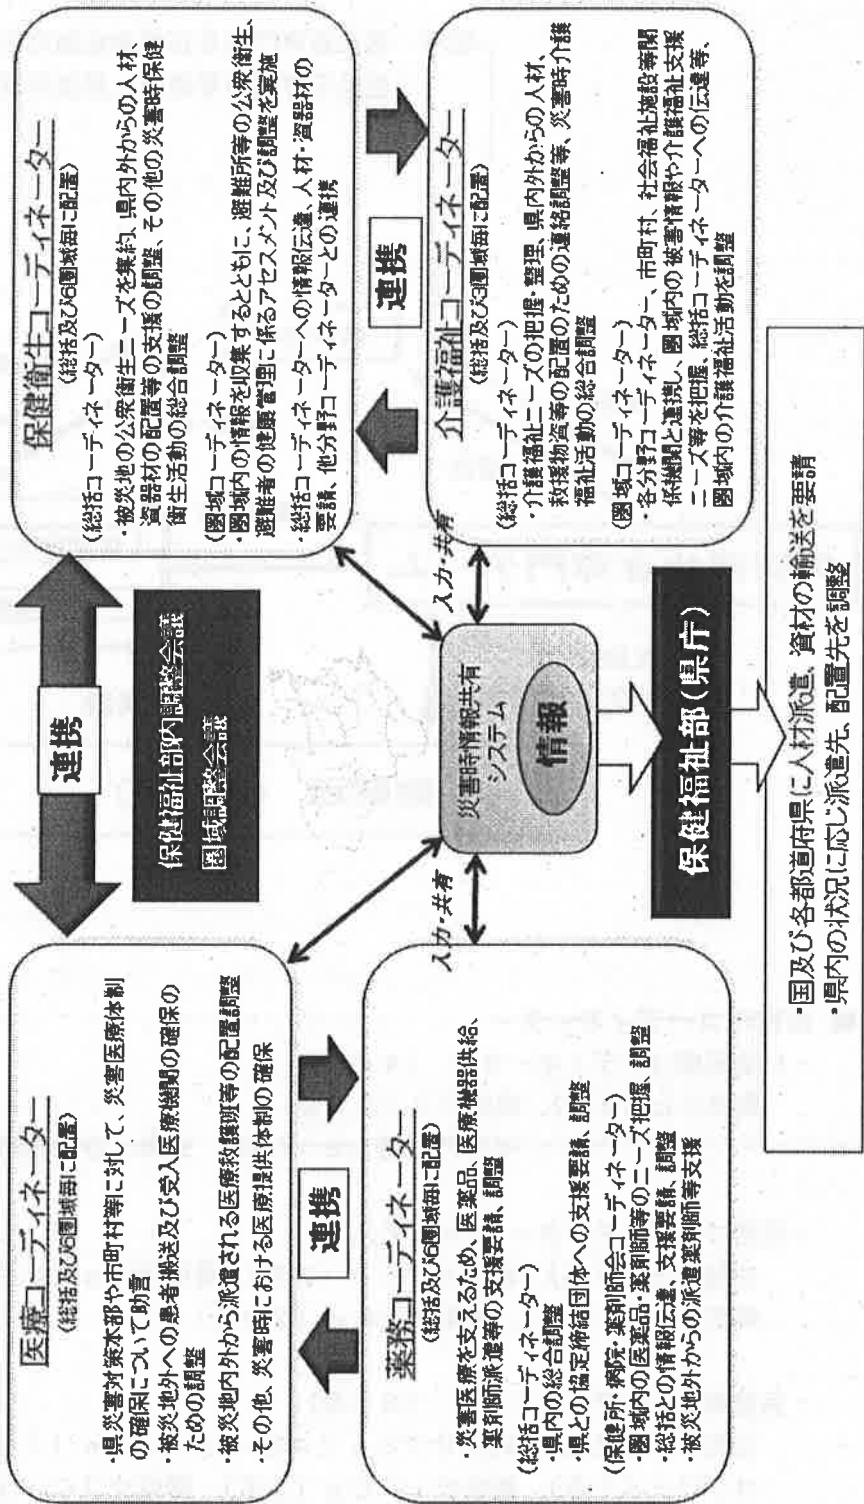 医療コーディネーター
(総括及び6圏域毎に配置)
・県災害対策本部や市町村等に対して、災害医療体制
の確保について助言
・被災地外への患者搬送及び受入医療機関の確保の
ための調整
・被災地内外から派遣される医療救護班等の配置調整
・その他、災害時における医療提供体制の確保
連携
保健福祉部内調整会議
圏域調整会議
保健衛生コーディネーター
(総括及び6圏域毎に配置)
(総括コーディネーター)
・被災地の公衆衛生ニーズを集約、県内外からの人材、
資器材の配置等の支援の調整、その他の災害時保健
衛生活動の総合調整
(圏域コーディネーター)
・圏域内の情報を収集するとともに、避難所等の公衆衛生、
避難者の健康管理に係るアセスメント及び調整を実施
・総括コーディネーターへの情報伝達、人材・資器材の
要請、他分野コーディネーターとの連携
連携
連携
薬務コーディネーター
(総括及び6圏域毎に配置)
・災害医療を支えるため、医薬品、医療機器供給、
薬剤師派遣等の支援要請、調整
(総括コーディネーター)
・県内の総合調整
・県との協定締結団体への支援要請、調整
(保健所・病院・薬剤師会コーディネーター)
・圏域内の医薬品・薬剤師等のニーズ把握、調整
・総括との情報伝達、支援要請、調整
・被災地外からの派遣薬剤師等支援
入力・共有
災害時情報共有
システム
情報
入力・共有
介護福祉コーディネーター
(総括及び3圏域毎に配置)
(総括コーディネーター)
・介護福祉ニーズの把握・整理、県内外からの人材、
救援物資等の配置のための連絡調整等、災害時介護
福祉活動の総合調整
(圏域コーディネーター)
・各分野コーディネーター、市町村、社会福祉施設等関
係機関と連携し、圏域内の被害情報や介護福祉支援
ニーズ等を把握、総括コーディネーターへの伝達等、
圏域内の介護福祉活動を調整
保健福祉部(県庁)
・国及び各都道府県に人材派遣、資材の輸送を要請
・県内の状況に応じ派遣先、配置先を調整